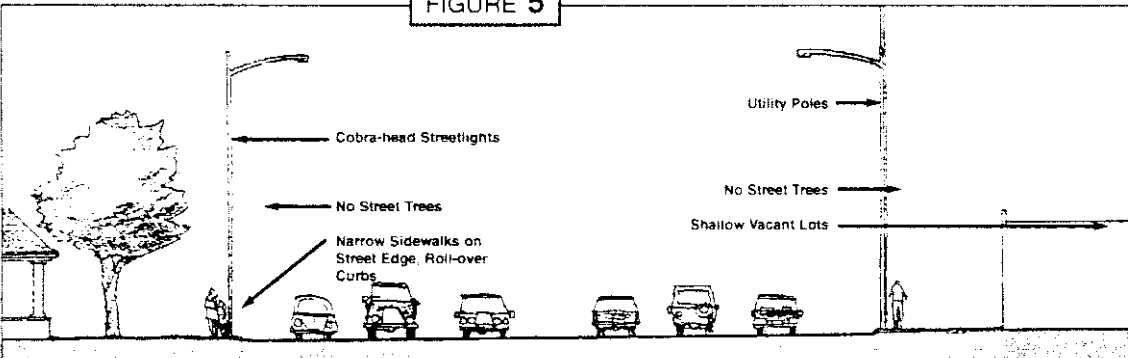 FIGURE 5
Utility Poles
Cobra-head Streetlights
No Street Trees
No Street Trees
Shallow Vacant Lots
Narrow Sidewalks on
Street Edge, Roll-over
Curbs